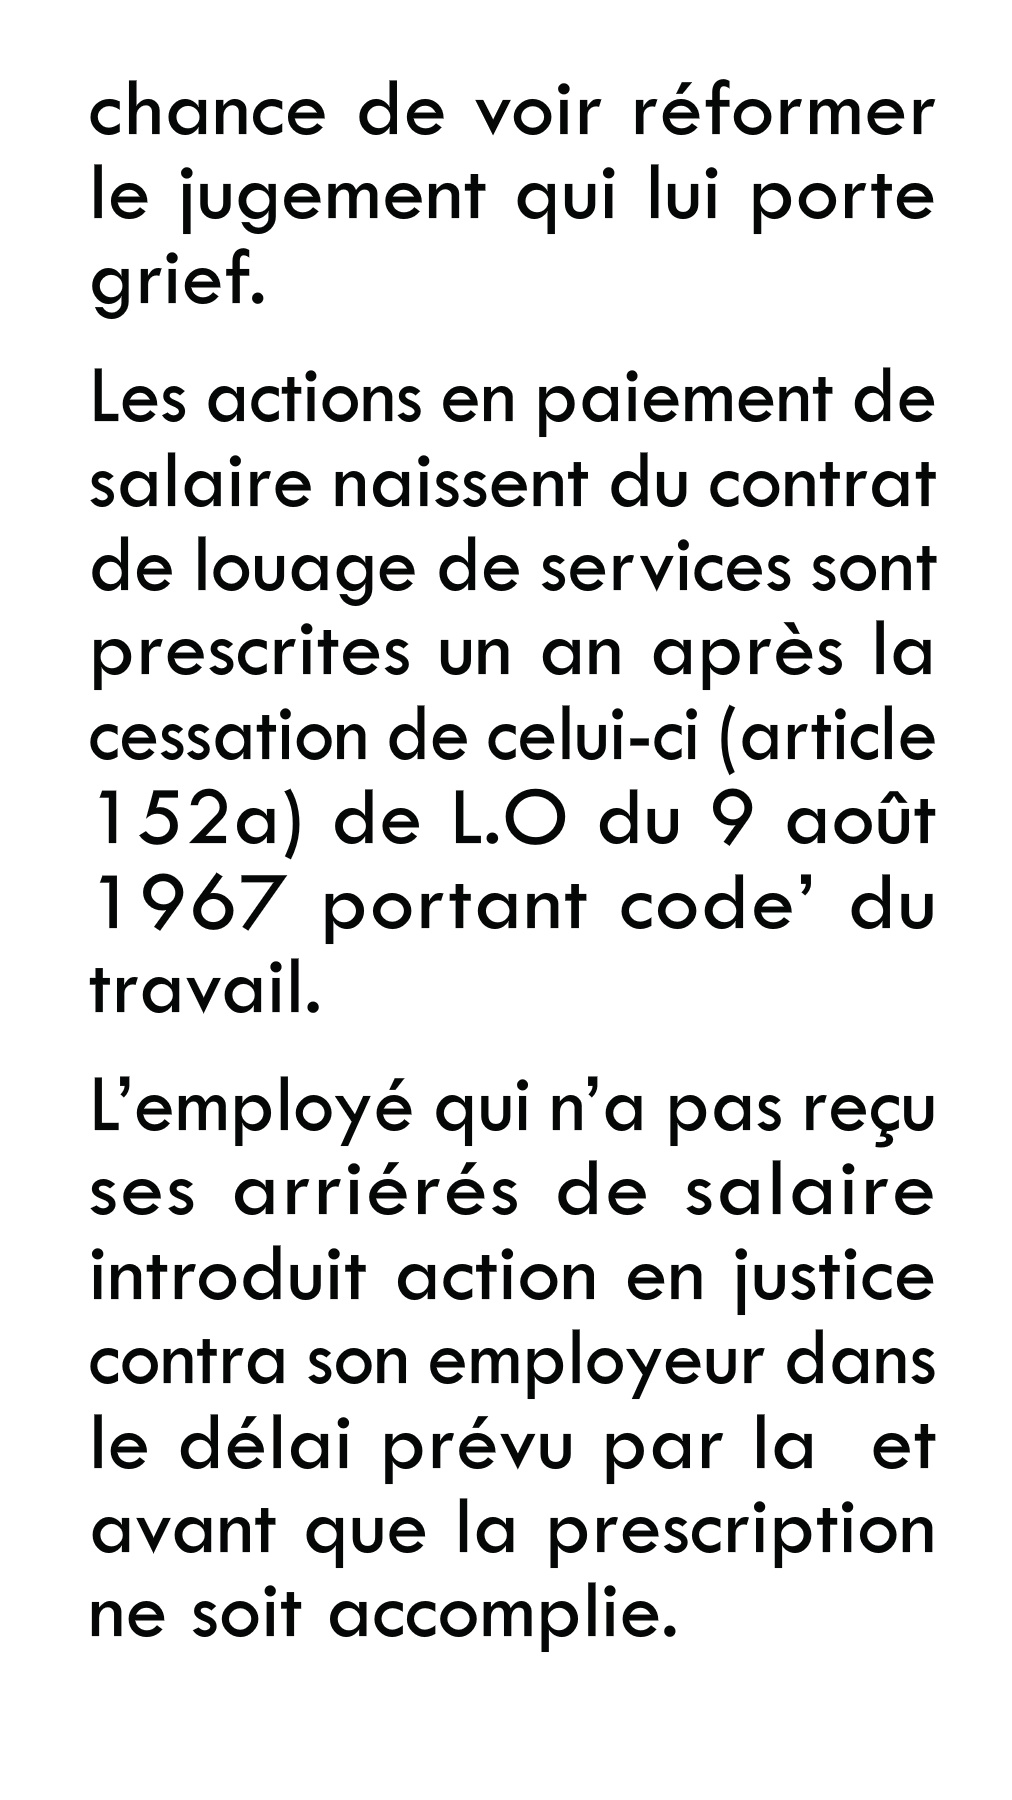 chance de voir réformer
le jugement qui lui porte
grief.
Les actions en paiement de
salaire naissent du contrat
de louage de services sont
prescrites un an après la
cessation de celui-ci (article
152a) de L.O du 9 août
1967 portant code’ du
travail.
L’employé qui n’a pas reçu
ses arriérés de salaire
introduit action en justice
contra son employeur dans
le délai prévu par la et
avant que la prescription
ne soit accomplie.